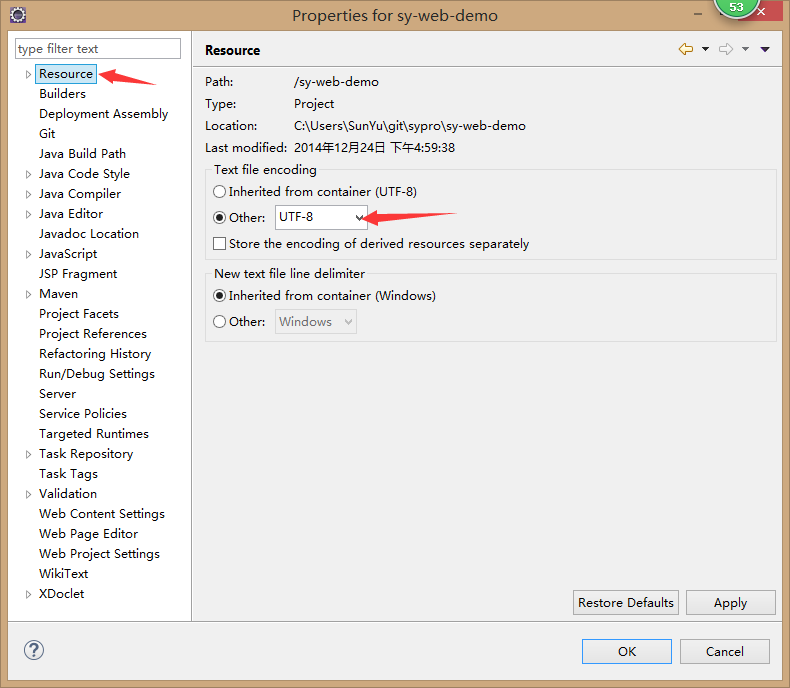 Properties for sy-web-demo
53
type filter text
Resource
Builders
Deployment Assembly
Git
Java Build Path
Java Code Style
Java Compiler
Java Editor
Javadoc Location
JavaScript
JSP Fragment
Maven
Project Facets
Project References
Refactoring History
Run/Debug Settings
Server
Service Policies
Targeted Runtimes
Task Repository
Task Tags
Validation
Web Content Settings
Web Page Editor
Web Project Settings
WikiText
XDoclet
Resource
Path: /sy-web-demo
Type: Project
Location: C:\Users\SunYu\git\sypro\sy-web-demo
Last modified: 2014年12月24日 下午4:59:38
Text file encoding
Inherited from container (UTF-8)
Other: UTF-8
Store the encoding of derived resources separately
New text file line delimiter
Inherited from container (Windows)
Other: Windows
Restore Defaults Apply
? OK Cancel